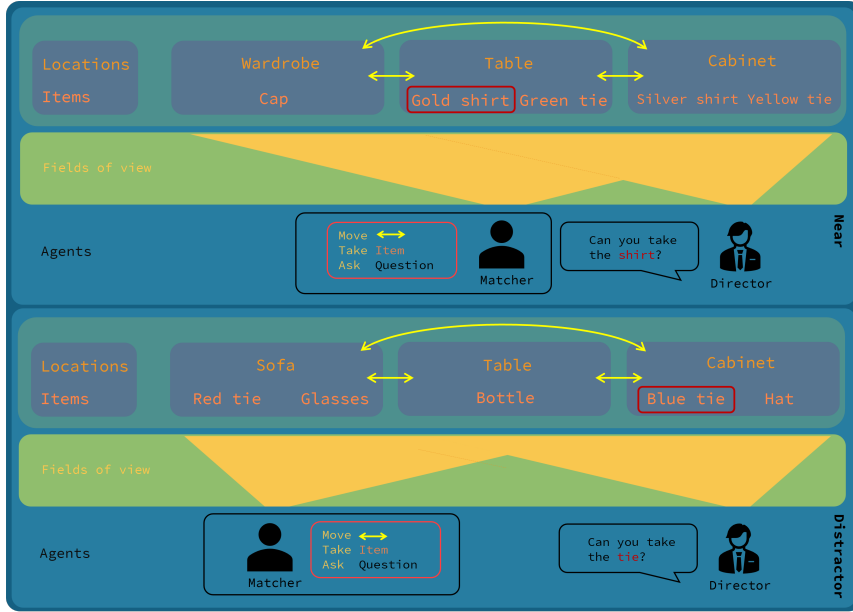 Locations
Items
Wardrobe
Cap
Table
Gold shirt Green tie
Cabinet
Silver shirt Yellow tie
Fields of view
Agents
Move
Take Item
Ask Question
Matcher
Can you take
the shirt?
Director
Near
Locations
Items
Sofa
Red tie Glasses
Table
Bottle
Cabinet
Blue tie Hat
Fields of view
Agents
Matcher
Move
Take Item
Ask Question
Can you take
the tie?
Director
Distractor